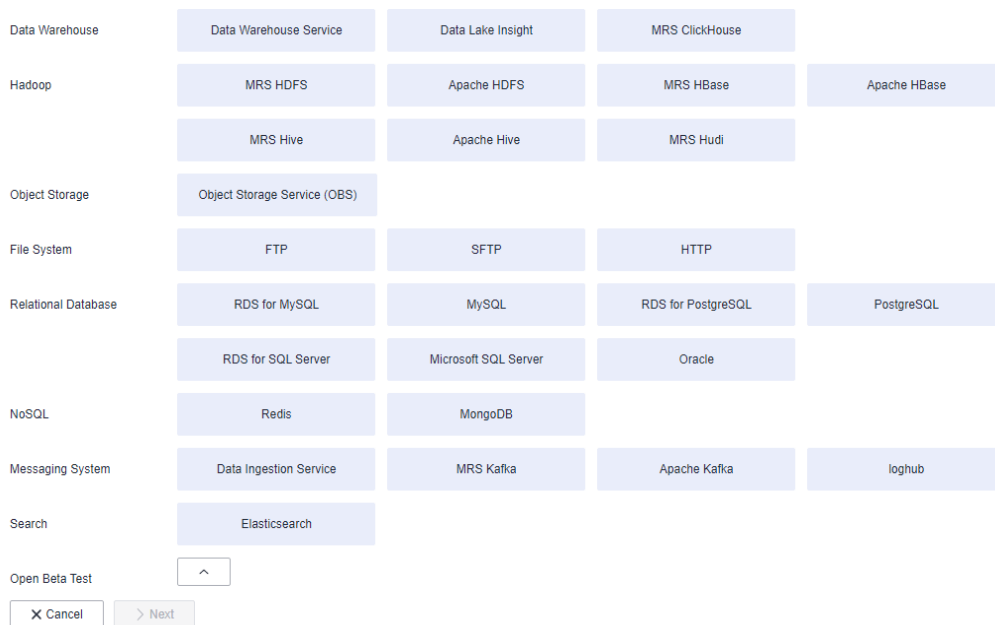 Data Warehouse Data Warehouse Service Data Lake Insight MRS ClickHouse
Hadoop MRS HDFS Apache HDFS MRS HBase Apache HBase
MRS Hive Apache Hive MRS Hudi
Object Storage Object Storage Service (OBS)
File System FTP SFTP HTTP
Relational Database RDS for MySQL MySQL RDS for PostgreSQL PostgreSQL
RDS for SQL Server Microsoft SQL Server Oracle
NoSQL Redis MongoDB
Messaging System Data Ingestion Service MRS Kafka Apache Kafka loghub
Search Elasticsearch
Open Beta Test
Cancel Next